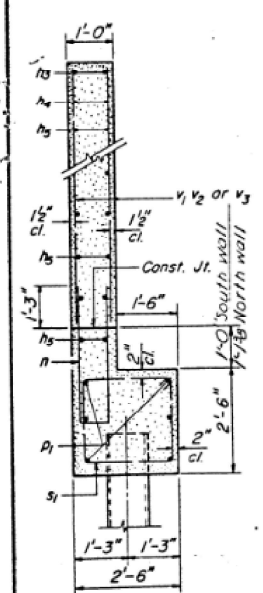 1'-0"
h3
h4
h5
v1 v2 or v3
1½" cl.
1½" cl.
h5
Const. Jt.
1'-3"
1'-6"
1'-0 South wall
North wall
h5
n
2" cl.
2'-6"
p1
2" cl.
s1
1'-3" 1'-3"
2'-6"